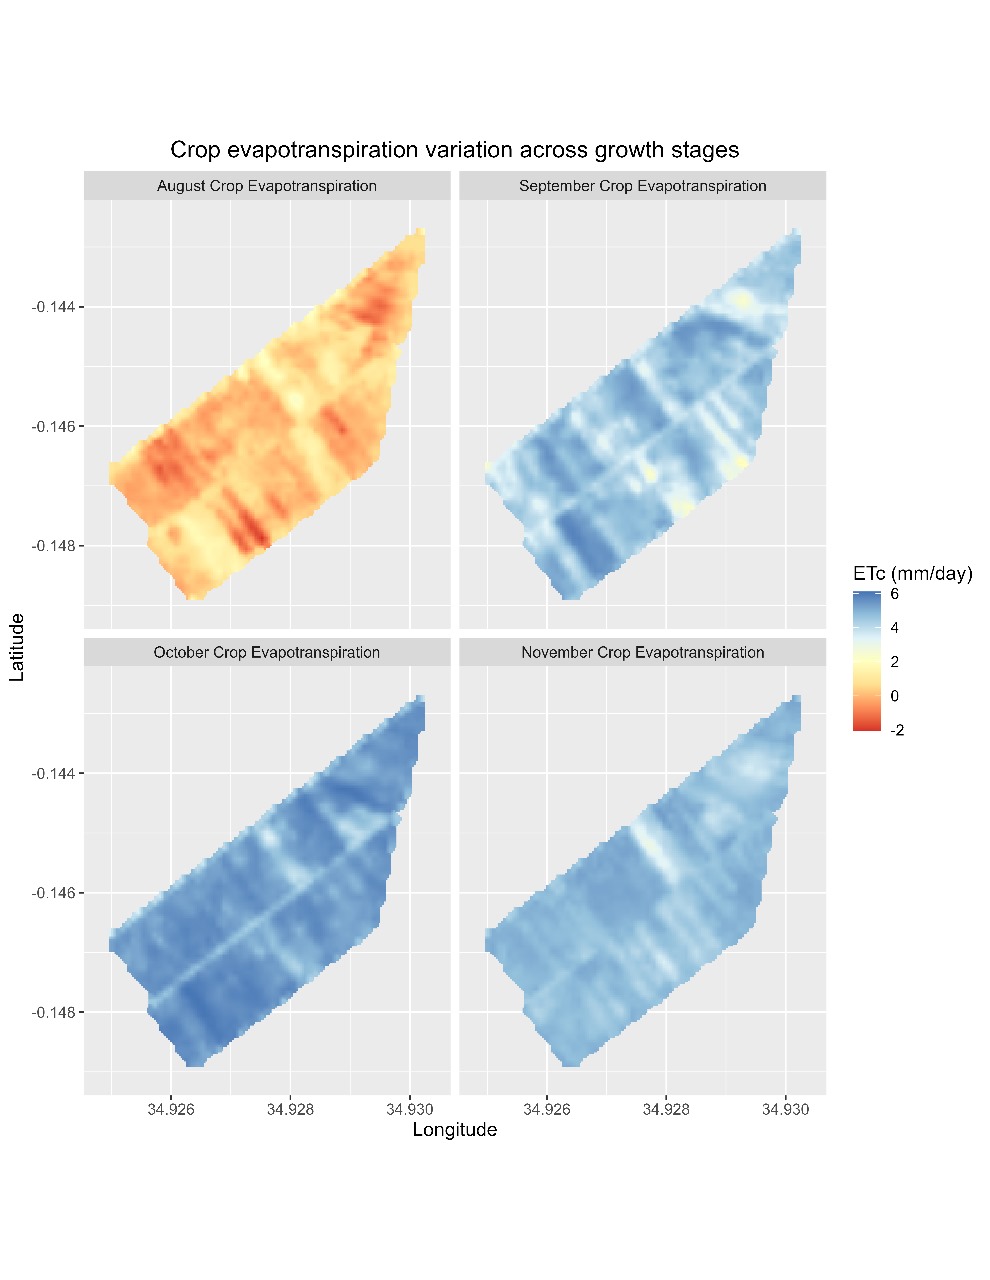 Crop evapotranspiration variation across growth stages
August Crop Evapotranspiration
September Crop Evapotranspiration
-0.144
-0.146
-0.148
October Crop Evapotranspiration
November Crop Evapotranspiration
-0.144
-0.146
-0.148
34.926
34.928
34.930
34.926
34.928
34.930
Longitude
Latitude
ETc (mm/day)
6
4
2
0
-2